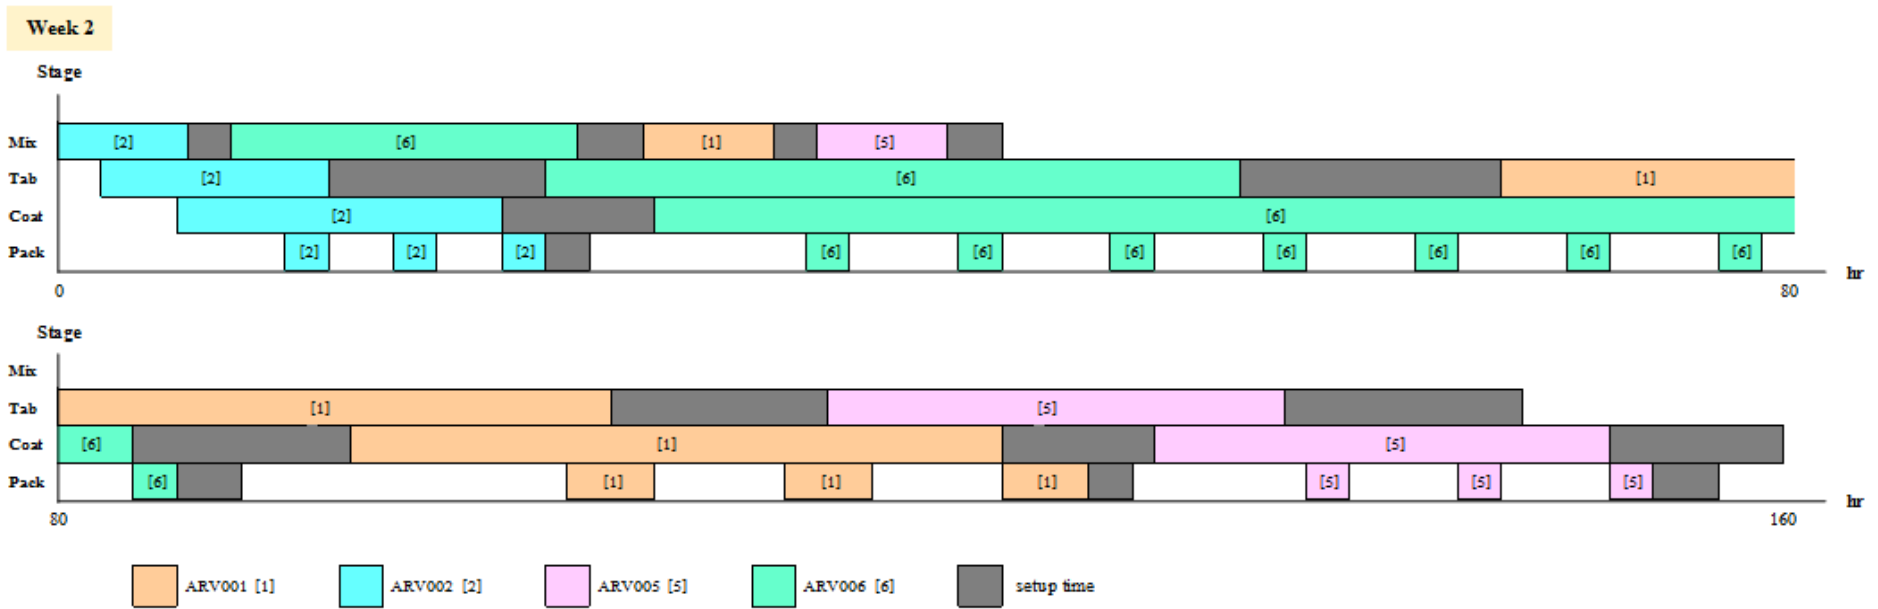 Week 2
Stage
Mix [2] [6] [1] [5]
Tab [2] [6] [1]
Coat [2] [6]
Pack [2] [2] [2] [6] [6] [6] [6] [6] [6] [6]
hr
0 80
Stage
Mix
Tab [1] [5]
Coat [6] [1] [5]
Pack [6] [1] [1] [1] [5] [5] [5]
hr
80 160
ARV001 [1] ARV002 [2] ARV005 [5] ARV006 [6] setup time